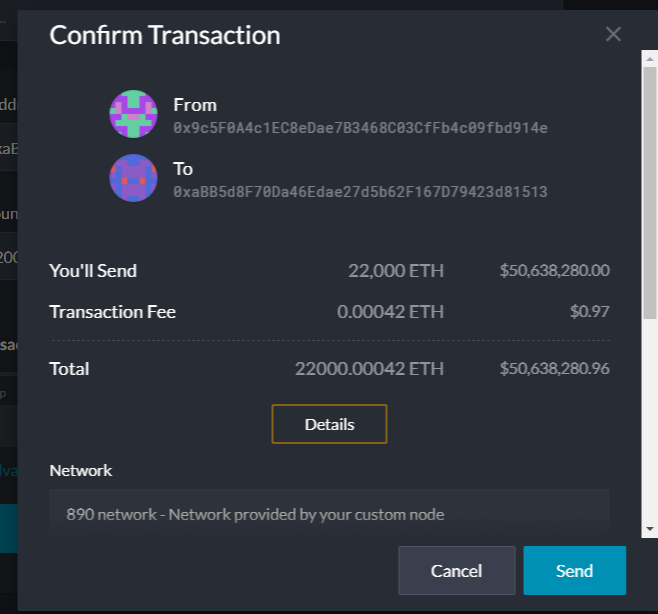 Confirm Transaction
From
0x9c5F0A4c1EC8eDae7B3468C03CfFb4c09fbd914e
To
0xaBB5d8F70Da46Edae27d5b62F167D79423d81513
You'll Send 22,000 ETH $50,638,280.00
Transaction Fee 0.00042 ETH $0.97
Total 22000.00042 ETH $50,638,280.96
Details
Network
890 network - Network provided by your custom node
Cancel Send